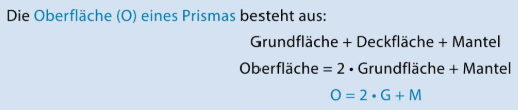 Die Oberfläche (O) eines Prismas besteht aus:
Grundfläche + Deckfläche + Mantel
Oberfläche = 2 • Grundfläche + Mantel
O = 2 • G + M